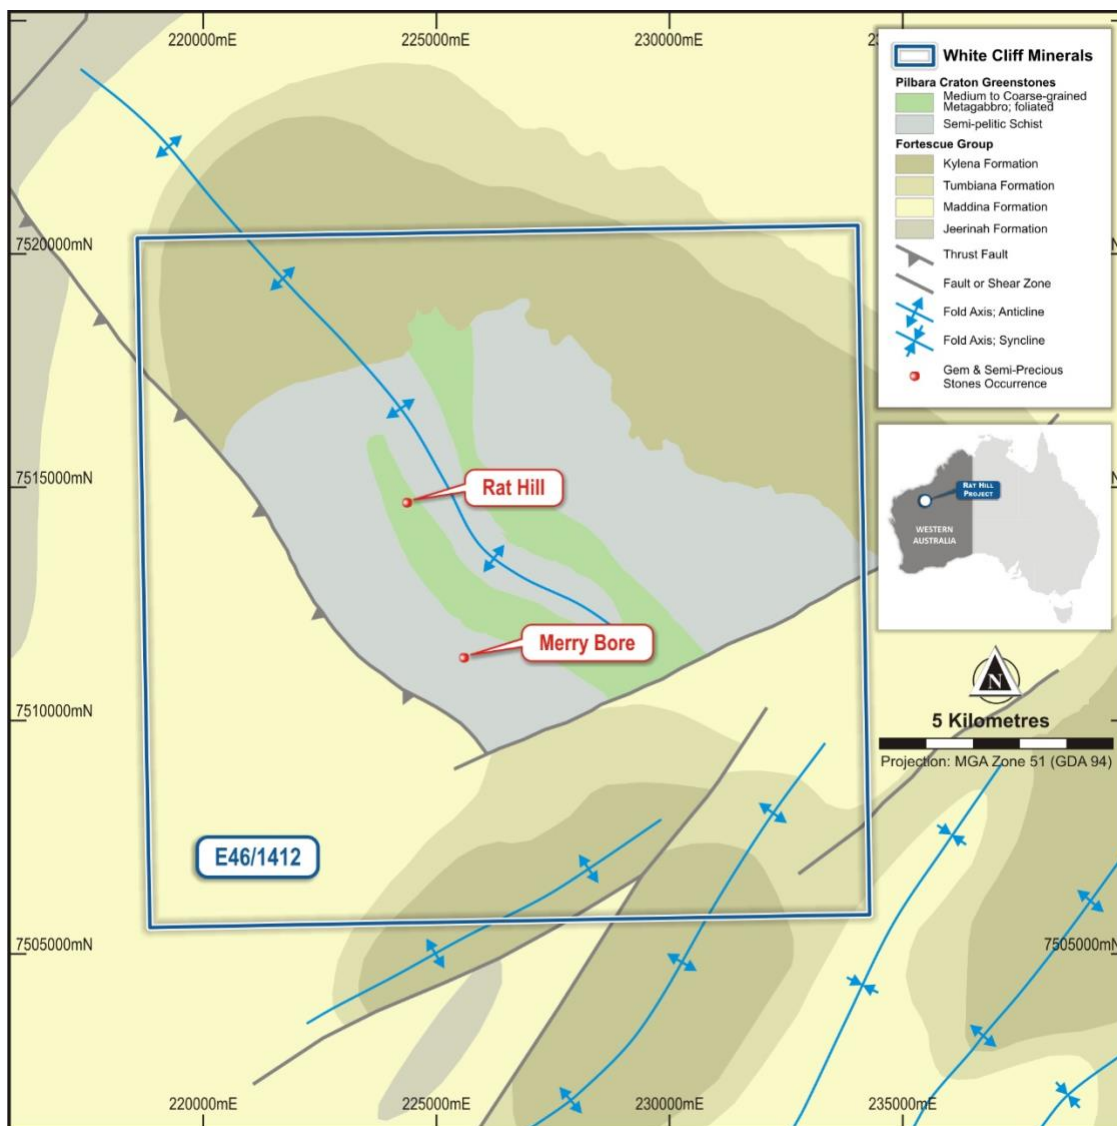 220000mE
225000mE
230000mE
White Cliff Minerals
Pilbara Craton Greenstones
Medium to Coarse-grained
Metagabbro; foliated
Semi-pelitic Schist
Fortescue Group
Kylena Formation
Tumbiana Formation
Maddina Formation
Jeerinah Formation
Thrust Fault
Fault or Shear Zone
Fold Axis; Anticline
Fold Axis; Syncline
Gem & Semi-Precious
Stones Occurrence
7520000mN
7515000mN
Rat Hill
RAT HILL
PROJECT
WESTERN
AUSTRALIA
Merry Bore
N
7510000mN
5 Kilometres
Projection: MGA Zone 51 (GDA 94)
E46/1412
7505000mN
7505000mN
220000mE
225000mE
230000mE
235000mE